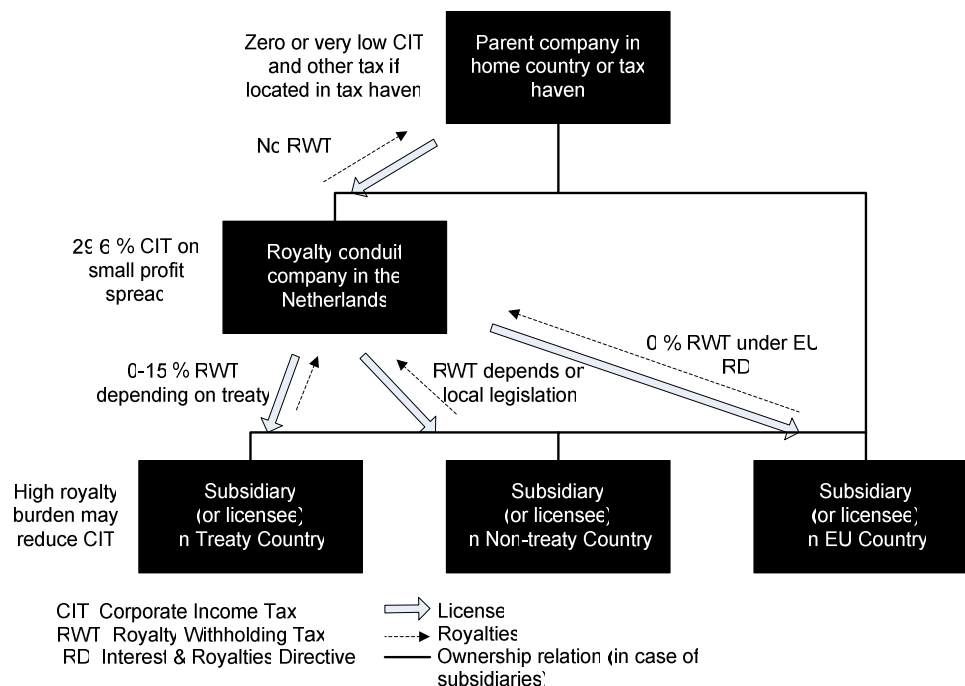 Zero or very low CIT
and other tax if
located in tax haven
Parent company in
home country or tax
haven
No RWT
29.6 % CIT on
small profit
spread
Royalty conduit
company in the
Netherlands
0-15 % RWT
depending on treaty
RWT depends on
local legislation
0 % RWT under EU
RD
High royalty
burden may
reduce CIT
Subsidiary
(or licensee)
n Treaty Country
Subsidiary
(or licensee)
n Non-treaty Country
Subsidiary
(or licensee)
n EU Country
CIT Corporate Income Tax
RWT Royalty Withholding Tax
RD Interest & Royalties Directive
License
Royalties
Ownership relation (in case of
subsidiaries)